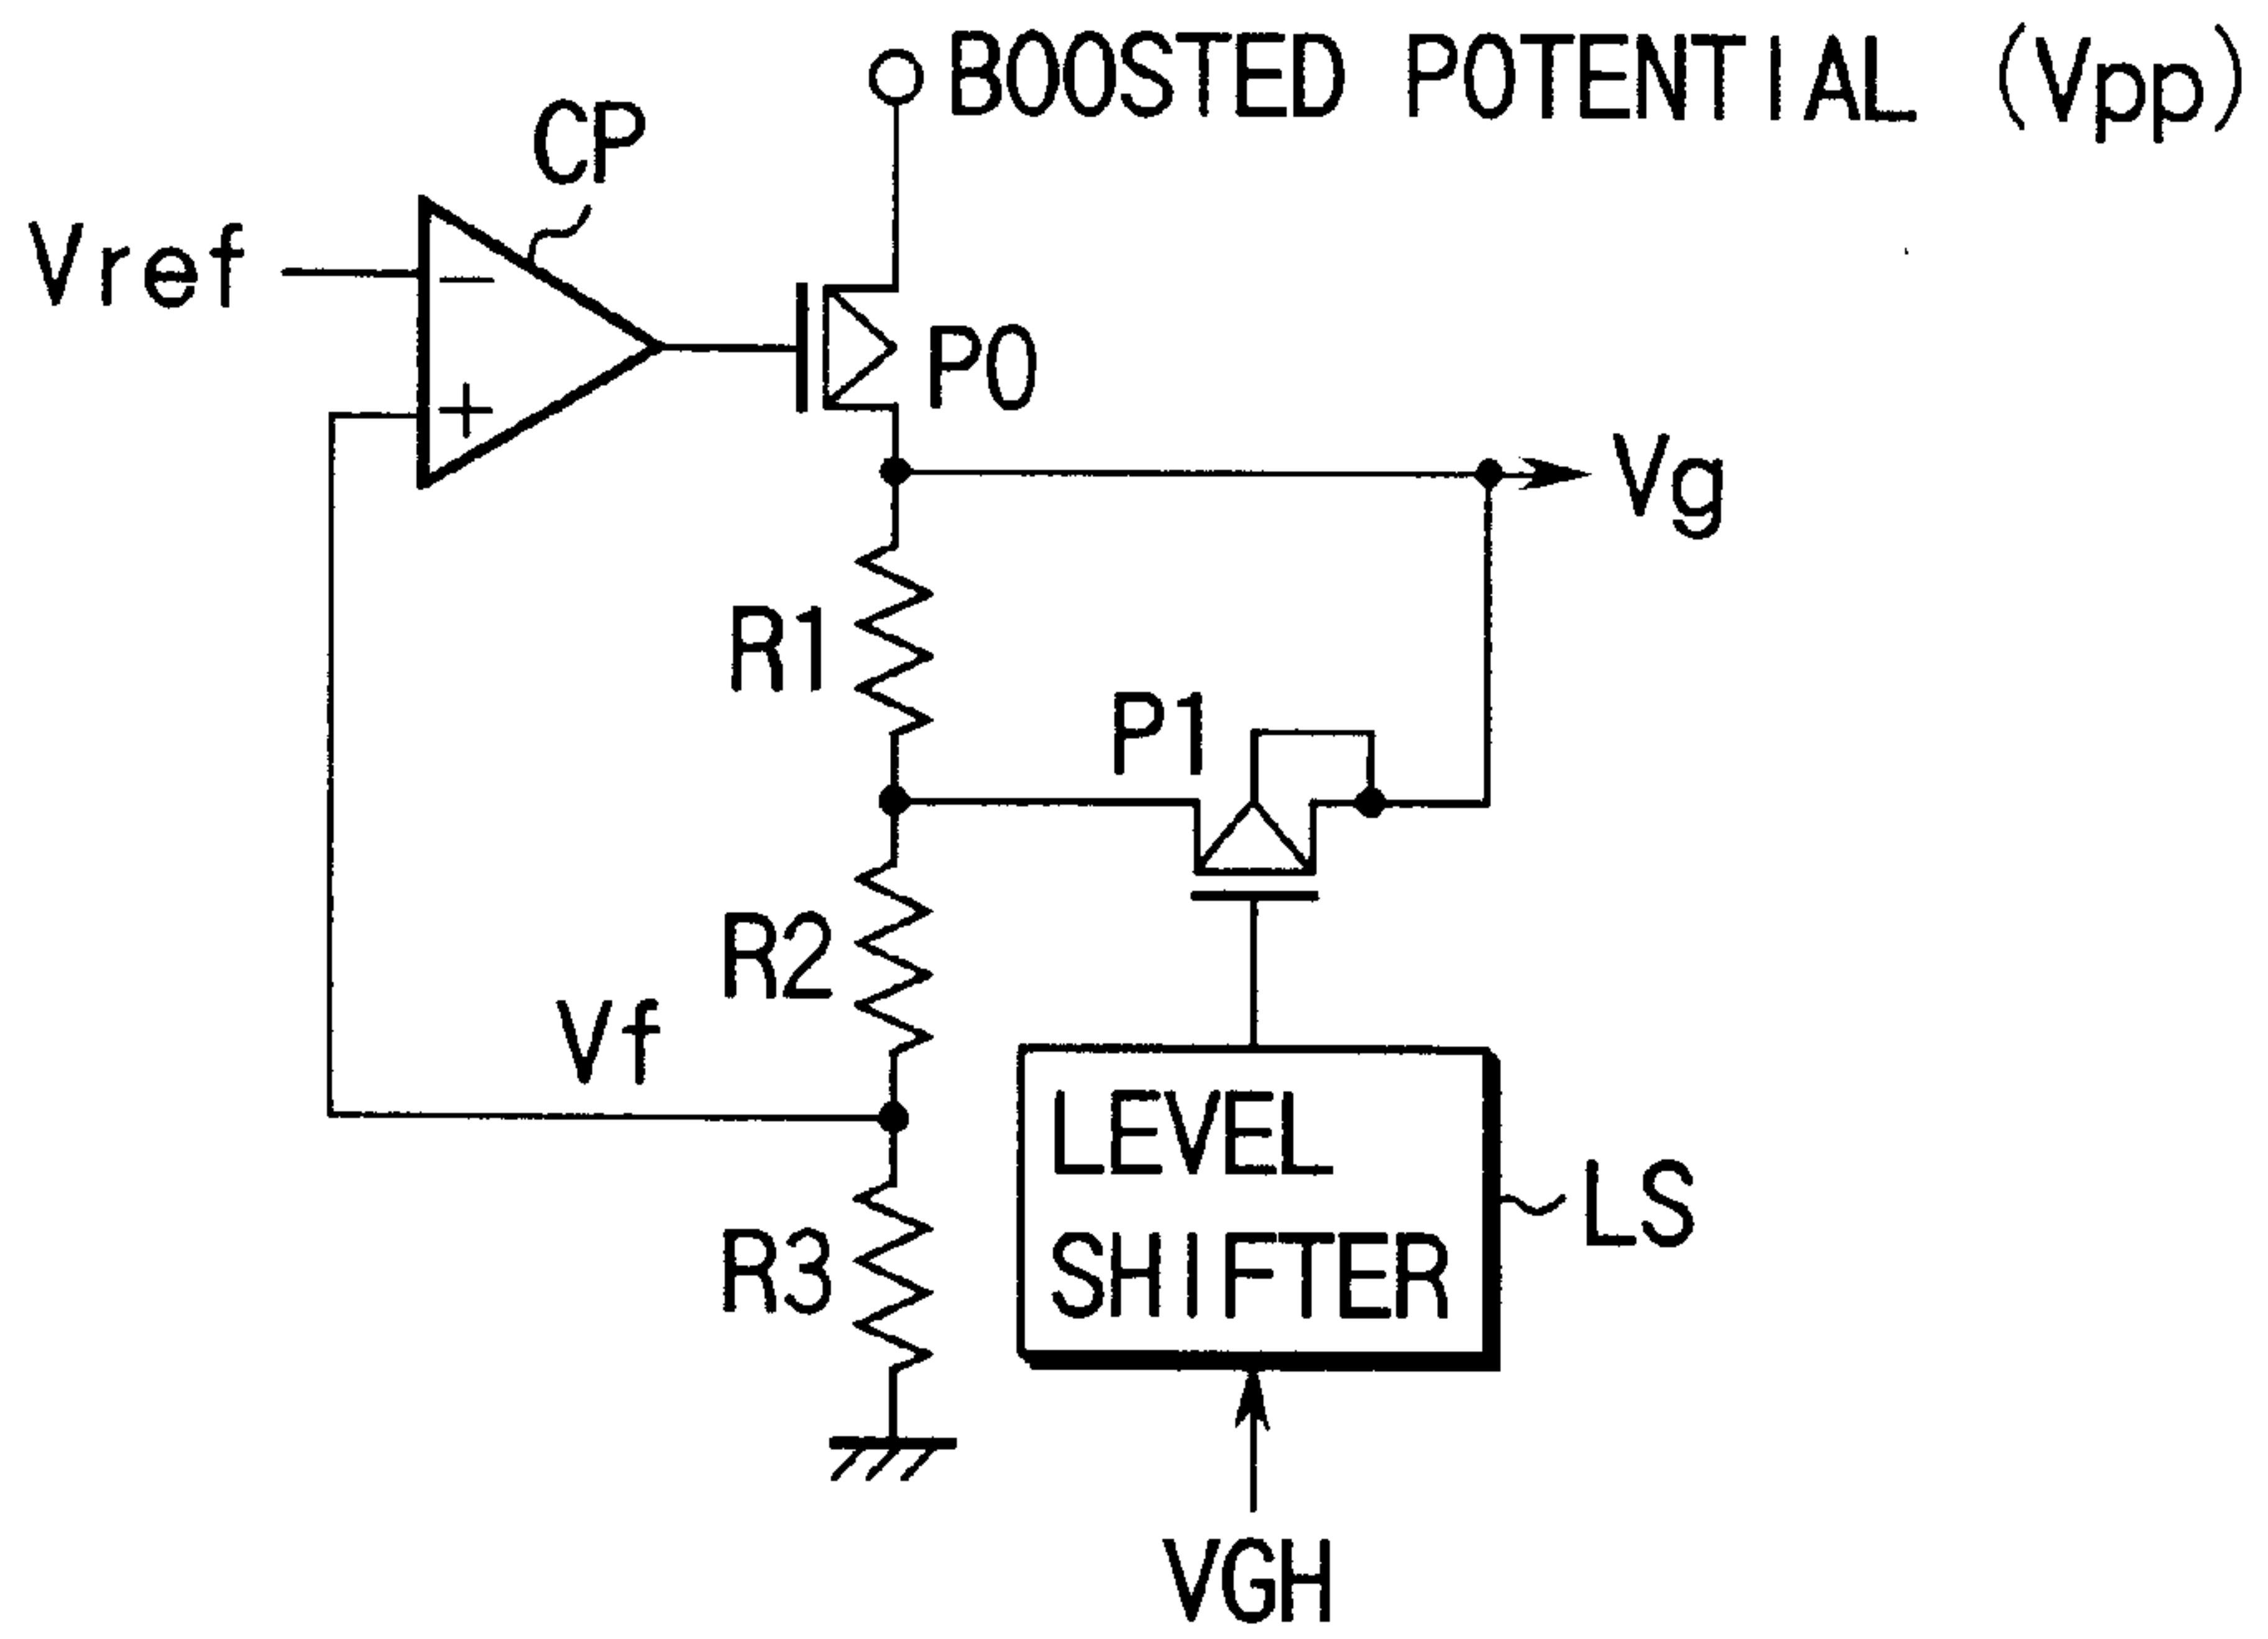 BOOSTED POTENTIAL (Vpp)
CP
Vref
−
+
P0
Vg
R1
P1
R2
Vf
LEVEL
SHIFTER
LS
R3
VGH